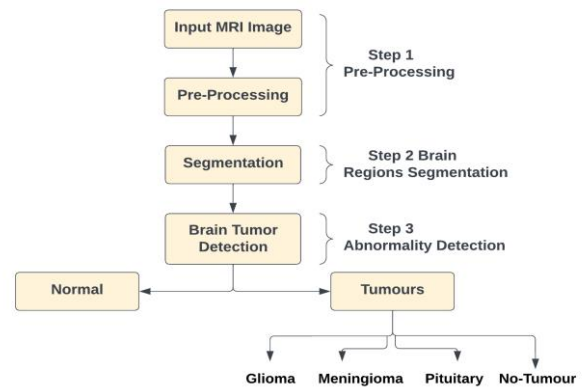 Input MRI Image
Step 1
Pre-Processing
Pre-Processing
Segmentation
Step 2 Brain
Regions Segmentation
Brain Tumor
Detection
Step 3
Abnormality Detection
Normal
Tumours
Glioma
Meningioma
Pituitary
No-Tumour